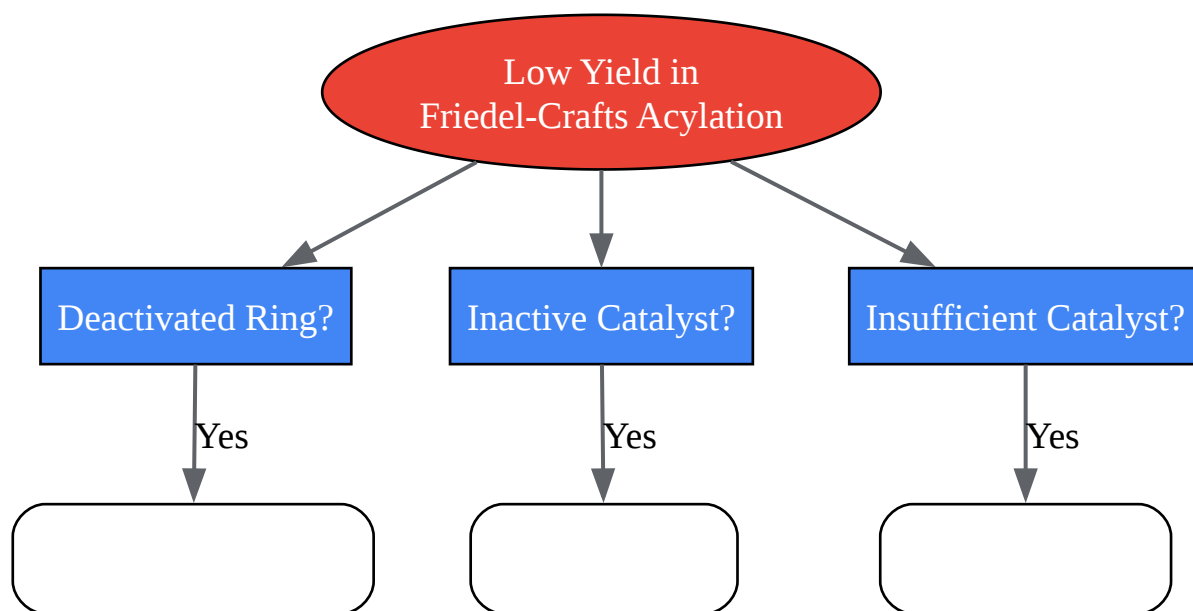 Low Yield in
Friedel-Crafts Acylation
Deactivated Ring?
Inactive Catalyst?
Insufficient Catalyst?
Yes
Yes
Yes